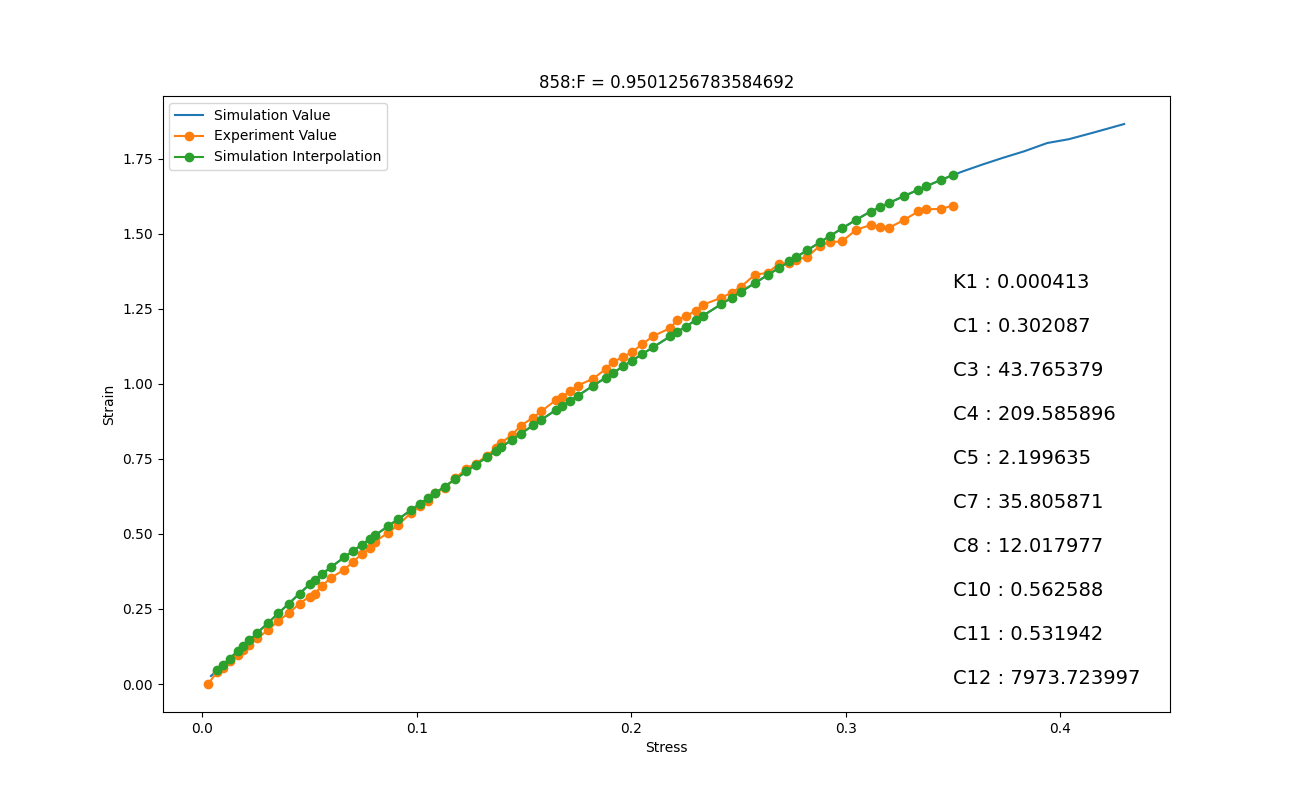 858:F = 0.9501256783584692
Simulation Value
Experiment Value
Simulation Interpolation
1.75
1.50
1.25
1.00
0.75
0.50
0.25
0.00
Strain
K1 : 0.000413
C1 : 0.302087
C3 : 43.765379
C4 : 209.585896
C5 : 2.199635
C7 : 35.805871
C8 : 12.017977
C10 : 0.562588
C11 : 0.531942
C12 : 7973.723997
0.0 0.1 0.2 0.3 0.4
Stress